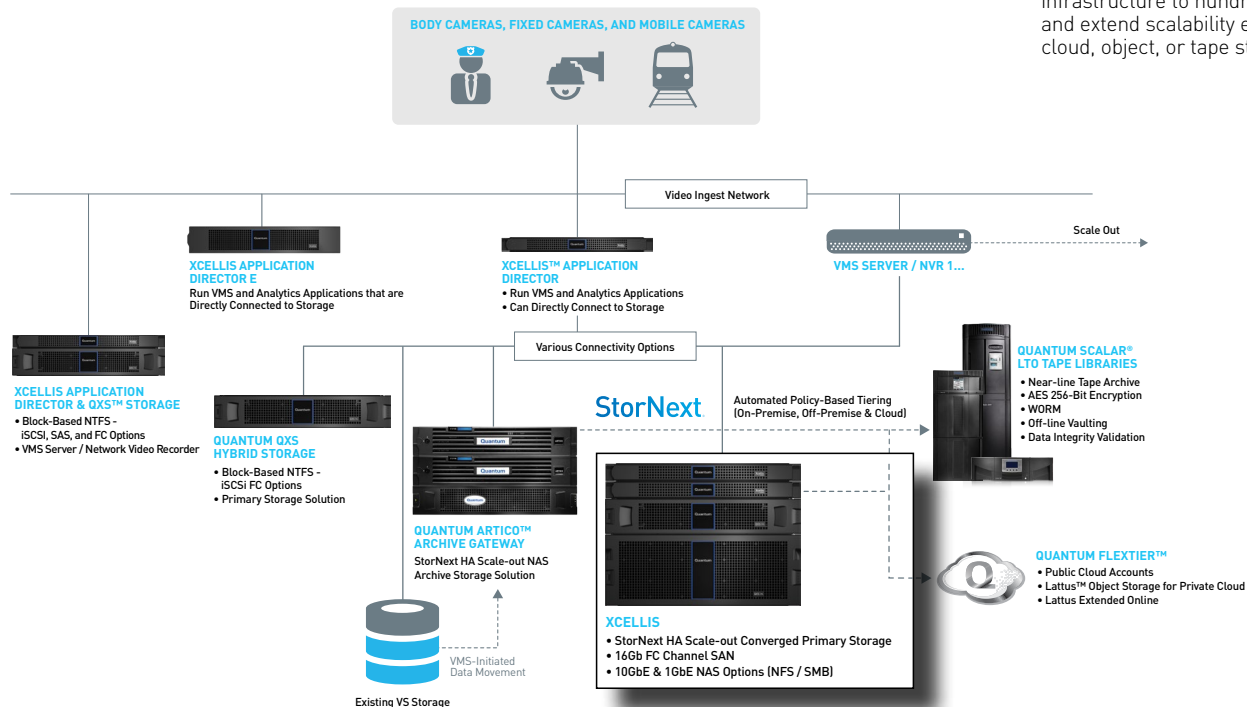 infrastructure to hundr
and extend scalability e
cloud, object, or tape st
BODY CAMERAS, FIXED CAMERAS, AND MOBILE CAMERAS
Video Ingest Network
Scale Out
XCELLIS APPLICATION
DIRECTOR E
Run VMS and Analytics Applications that are
Directly Connected to Storage
XCELLIS™ APPLICATION
DIRECTOR
• Run VMS and Analytics Applications
• Can Directly Connect to Storage
VMS SERVER / NVR 1...
Various Connectivity Options
XCELLIS APPLICATION
DIRECTOR & QXS™ STORAGE
• Block-Based NTFS -
iSCSI, SAS, and FC Options
• VMS Server / Network Video Recorder
QUANTUM QXS
HYBRID STORAGE
• Block-Based NTFS -
iSCSi FC Options
• Primary Storage Solution
Quantum
Quantum
Quantum
QUANTUM ARTICO™
ARCHIVE GATEWAY
StorNext HA Scale-out NAS
Archive Storage Solution
VMS-Initiated
Data Movement
Existing VS Storage
StorNext
Automated Policy-Based Tiering
(On-Premise, Off-Premise & Cloud)
Quantum
Quantum
Quantum
Quantum
XCELLIS
• StorNext HA Scale-out Converged Primary Storage
• 16Gb FC Channel SAN
• 10GbE & 1GbE NAS Options (NFS / SMB)
QUANTUM SCALAR®
LTO TAPE LIBRARIES
• Near-line Tape Archive
• AES 256-Bit Encryption
• WORM
• Off-line Vaulting
• Data Integrity Validation
Q
QUANTUM FLEXTIER™
• Public Cloud Accounts
• Lattus™ Object Storage for Private Cloud
• Lattus Extended Online